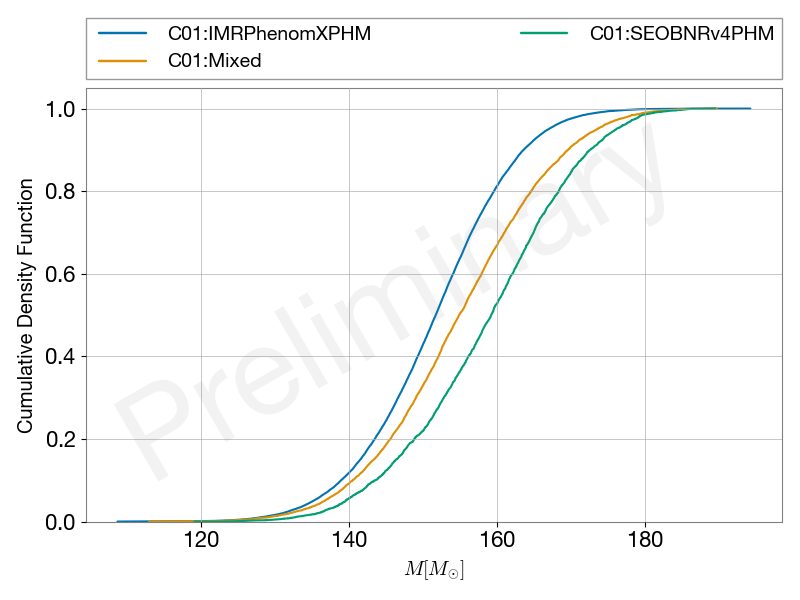 C01:IMRPhenomXPHM
C01:Mixed
C01:SEOBNRv4PHM
Cumulative Density Function
1.0
0.8
0.6
0.4
0.2
0.0
Preliminary
120 140 160 180
M[M⊙]